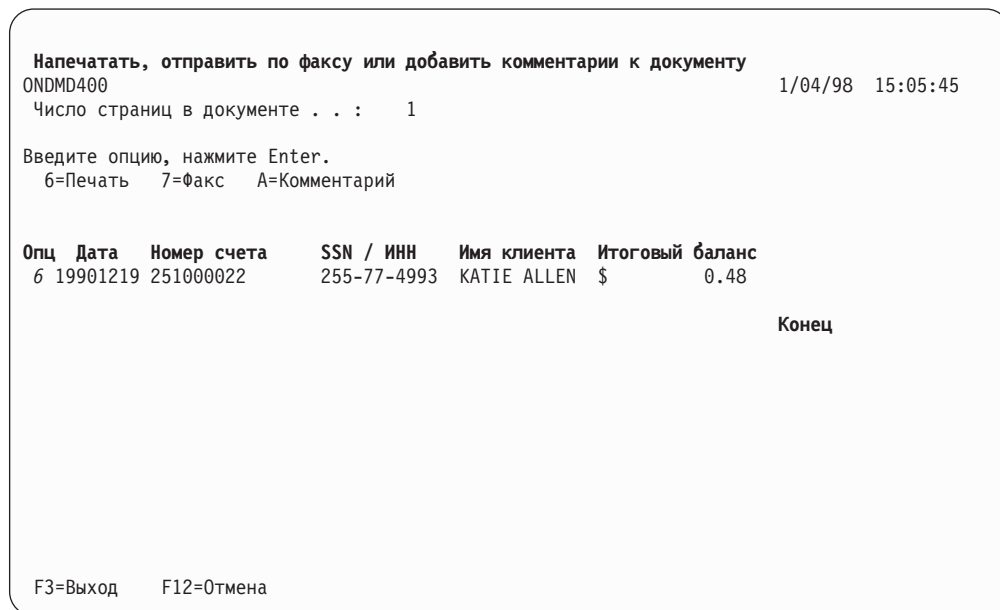 Напечатать, отправить по факсу или добавить комментарии к документу
ONDMD400 1/04/98 15:05:45
Число страниц в документе . . : 1
Введите опцию, нажмите Enter.
6=Печать 7=Факс A=Комментарий
Опц Дата Номер счета SSN / ИНН Имя клиента Итоговый баланс
6 19901219 251000022 255-77-4993 KATIE ALLEN $ 0.48
Конец
F3=Выход F12=Отмена